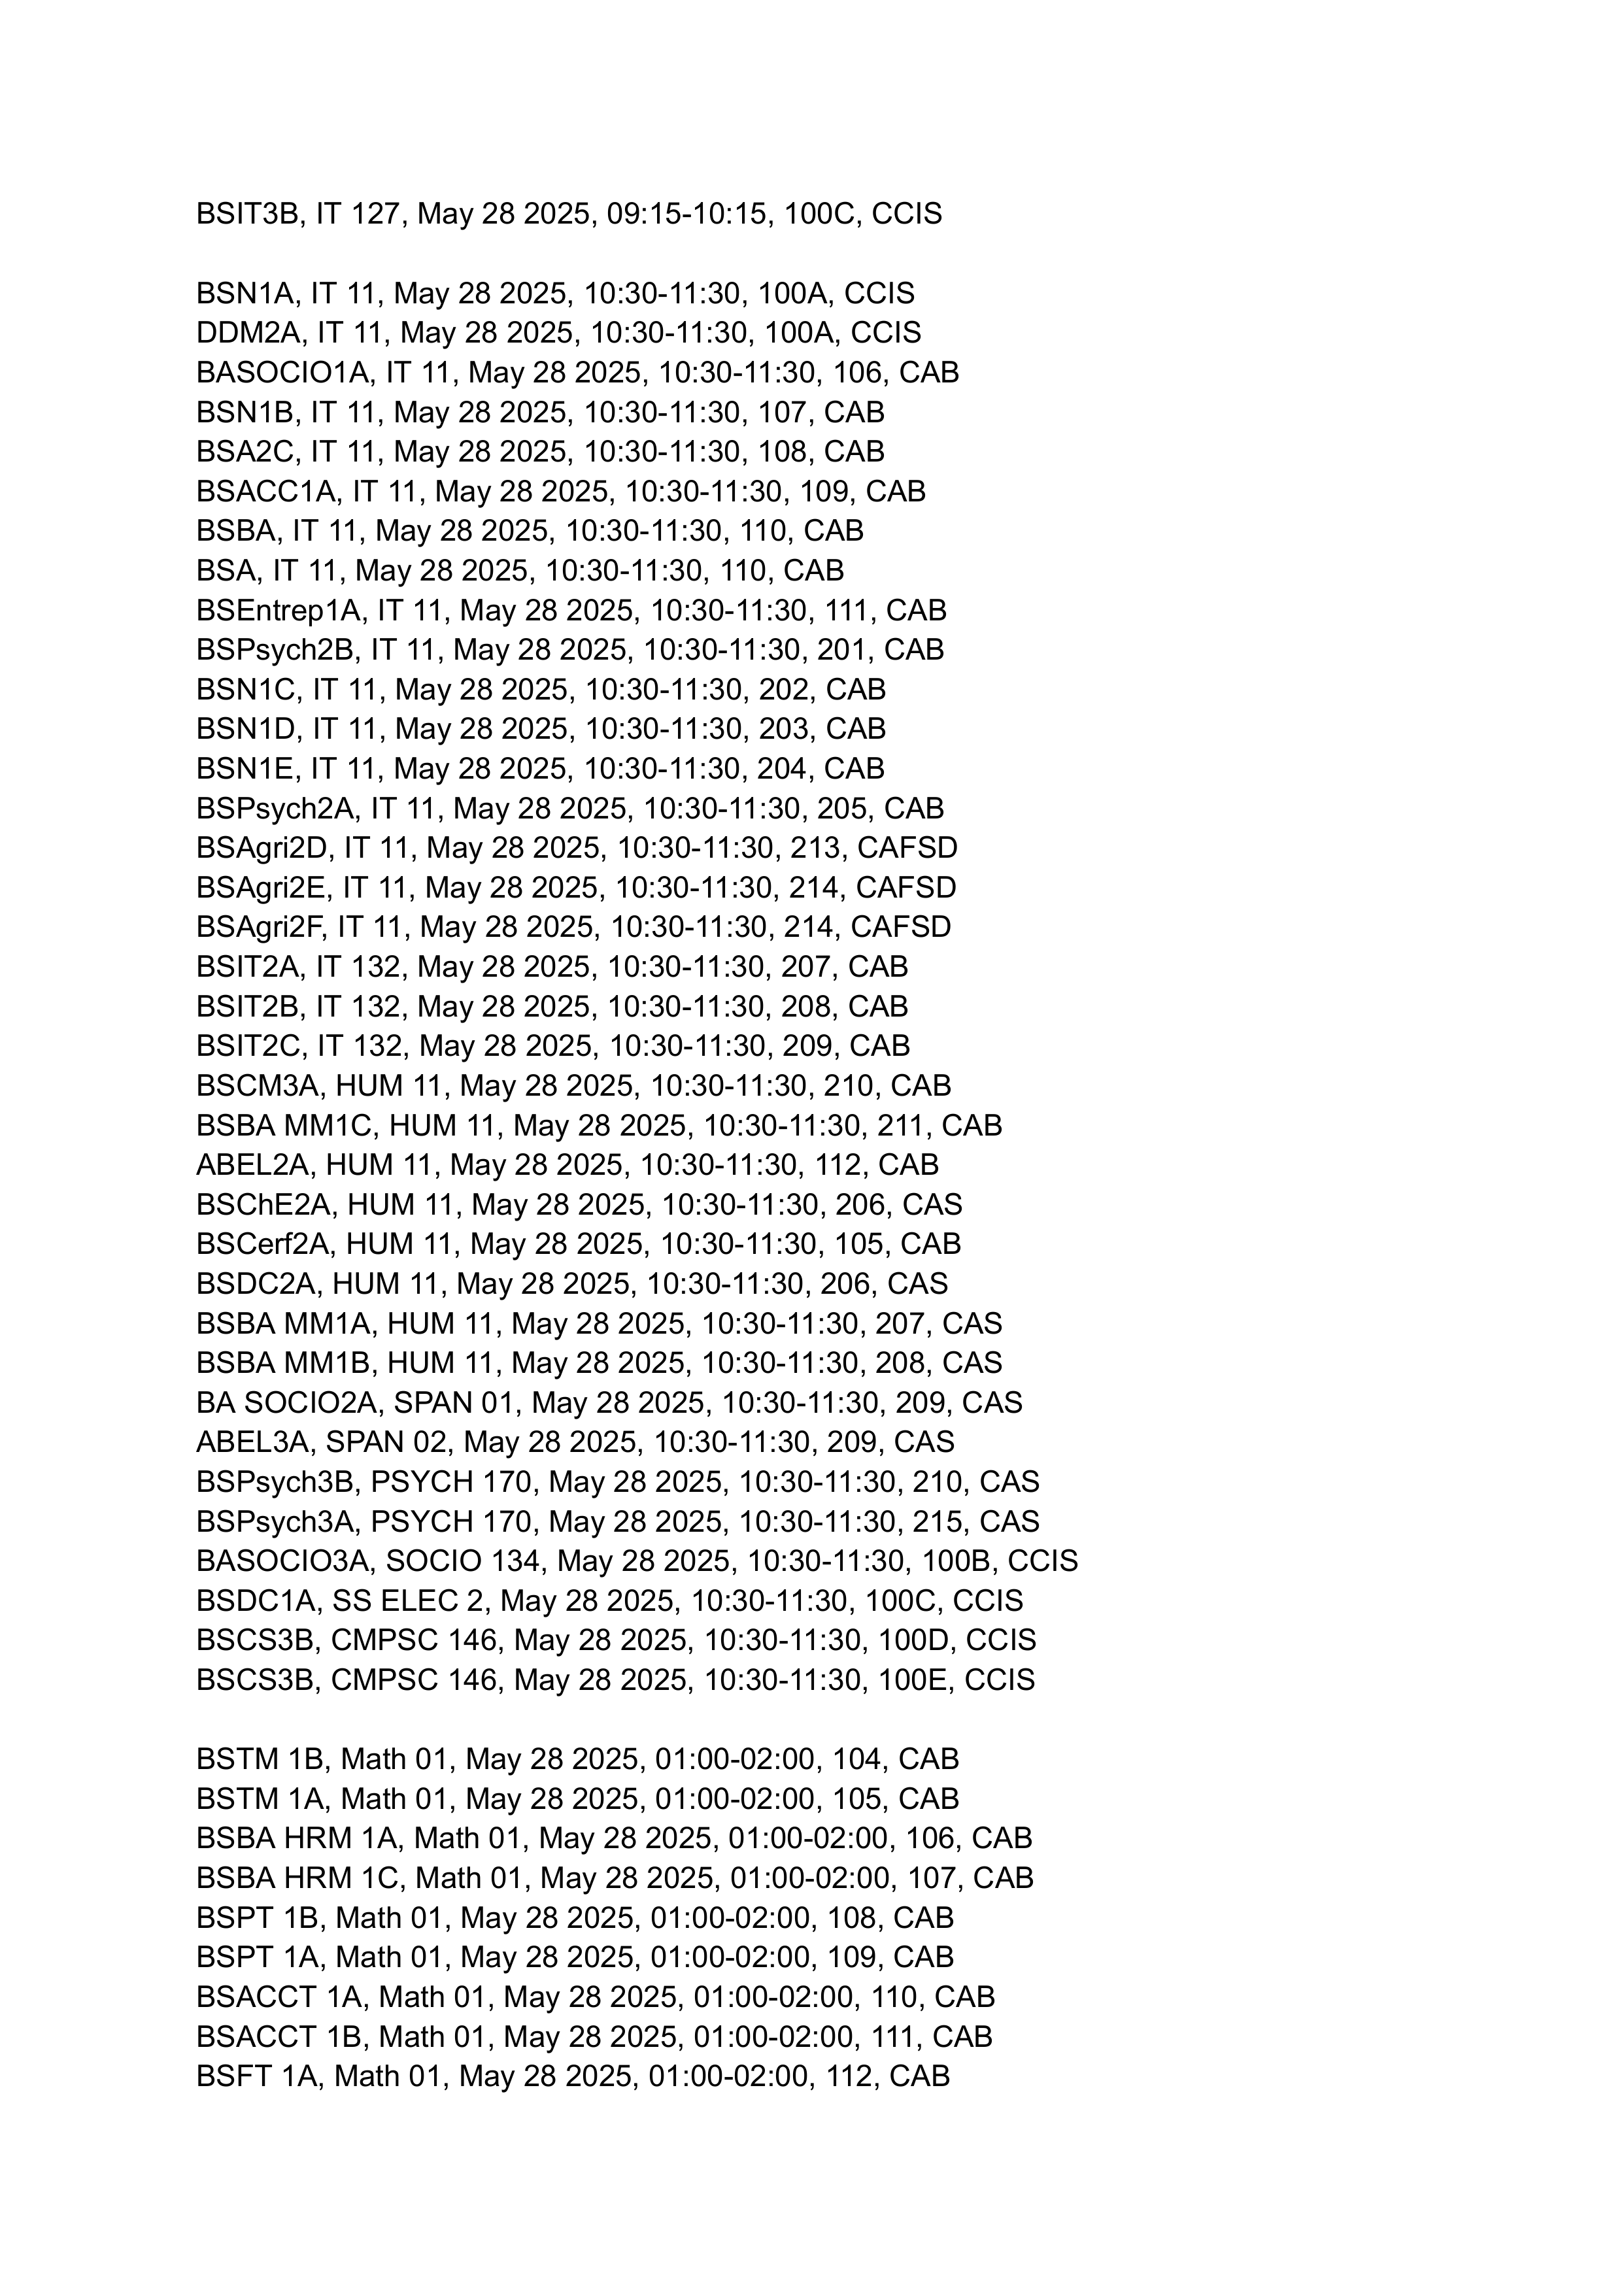 BSIT3B, IT 127, May 28 2025, 09:15-10:15, 100C, CCIS
BSN1A, IT 11, May 28 2025, 10:30-11:30, 100A, CCIS
DDM2A, IT 11, May 28 2025, 10:30-11:30, 100A, CCIS
BASOCIO1A, IT 11, May 28 2025, 10:30-11:30, 106, CAB
BSN1B, IT 11, May 28 2025, 10:30-11:30, 107, CAB
BSA2C, IT 11, May 28 2025, 10:30-11:30, 108, CAB
BSACC1A, IT 11, May 28 2025, 10:30-11:30, 109, CAB
BSBA, IT 11, May 28 2025, 10:30-11:30, 110, CAB
BSA, IT 11, May 28 2025, 10:30-11:30, 110, CAB
BSEntrep1A, IT 11, May 28 2025, 10:30-11:30, 111, CAB
BSPsych2B, IT 11, May 28 2025, 10:30-11:30, 201, CAB
BSN1C, IT 11, May 28 2025, 10:30-11:30, 202, CAB
BSN1D, IT 11, May 28 2025, 10:30-11:30, 203, CAB
BSN1E, IT 11, May 28 2025, 10:30-11:30, 204, CAB
BSPsych2A, IT 11, May 28 2025, 10:30-11:30, 205, CAB
BSAgri2D, IT 11, May 28 2025, 10:30-11:30, 213, CAFSD
BSAgri2E, IT 11, May 28 2025, 10:30-11:30, 214, CAFSD
BSAgri2F, IT 11, May 28 2025, 10:30-11:30, 214, CAFSD
BSIT2A, IT 132, May 28 2025, 10:30-11:30, 207, CAB
BSIT2B, IT 132, May 28 2025, 10:30-11:30, 208, CAB
BSIT2C, IT 132, May 28 2025, 10:30-11:30, 209, CAB
BSCM3A, HUM 11, May 28 2025, 10:30-11:30, 210, CAB
BSBA MM1C, HUM 11, May 28 2025, 10:30-11:30, 211, CAB
ABEL2A, HUM 11, May 28 2025, 10:30-11:30, 112, CAB
BSChE2A, HUM 11, May 28 2025, 10:30-11:30, 206, CAS
BSCerf2A, HUM 11, May 28 2025, 10:30-11:30, 105, CAB
BSDC2A, HUM 11, May 28 2025, 10:30-11:30, 206, CAS
BSBA MM1A, HUM 11, May 28 2025, 10:30-11:30, 207, CAS
BSBA MM1B, HUM 11, May 28 2025, 10:30-11:30, 208, CAS
BA SOCIO2A, SPAN 01, May 28 2025, 10:30-11:30, 209, CAS
ABEL3A, SPAN 02, May 28 2025, 10:30-11:30, 209, CAS
BSPsych3B, PSYCH 170, May 28 2025, 10:30-11:30, 210, CAS
BSPsych3A, PSYCH 170, May 28 2025, 10:30-11:30, 215, CAS
BASOCIO3A, SOCIO 134, May 28 2025, 10:30-11:30, 100B, CCIS
BSDC1A, SS ELEC 2, May 28 2025, 10:30-11:30, 100C, CCIS
BSCS3B, CMPSC 146, May 28 2025, 10:30-11:30, 100D, CCIS
BSCS3B, CMPSC 146, May 28 2025, 10:30-11:30, 100E, CCIS
BSTM 1B, Math 01, May 28 2025, 01:00-02:00, 104, CAB
BSTM 1A, Math 01, May 28 2025, 01:00-02:00, 105, CAB
BSBA HRM 1A, Math 01, May 28 2025, 01:00-02:00, 106, CAB
BSBA HRM 1C, Math 01, May 28 2025, 01:00-02:00, 107, CAB
BSPT 1B, Math 01, May 28 2025, 01:00-02:00, 108, CAB
BSPT 1A, Math 01, May 28 2025, 01:00-02:00, 109, CAB
BSACCT 1A, Math 01, May 28 2025, 01:00-02:00, 110, CAB
BSACCT 1B, Math 01, May 28 2025, 01:00-02:00, 111, CAB
BSFT 1A, Math 01, May 28 2025, 01:00-02:00, 112, CAB